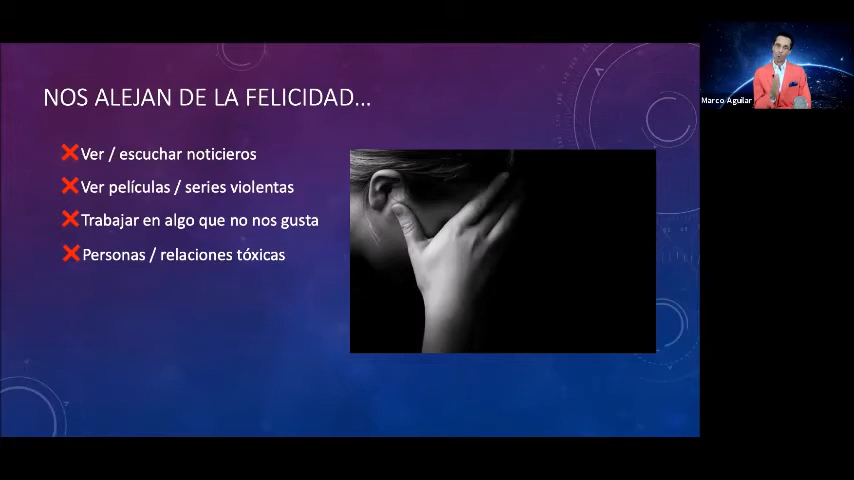 NOS ALEJAN DE LA FELICIDAD...
Ver / escuchar noticieros
Ver películas / series violentas
Trabajar en algo que no nos gusta
Personas / relaciones tóxicas
Marco Aguilar